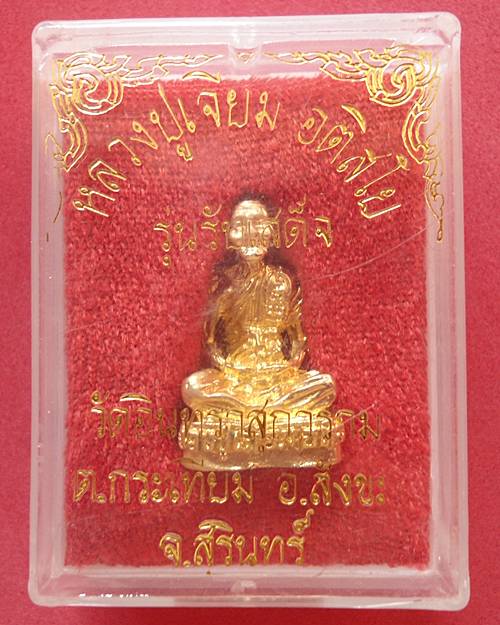 หลวงปู่เจียม อติสโย
รุ่นรับเสด็จ
วัดอินทราสุการาม
ต.กระเทียม อ.สังขะ
จ.สุรินทร์